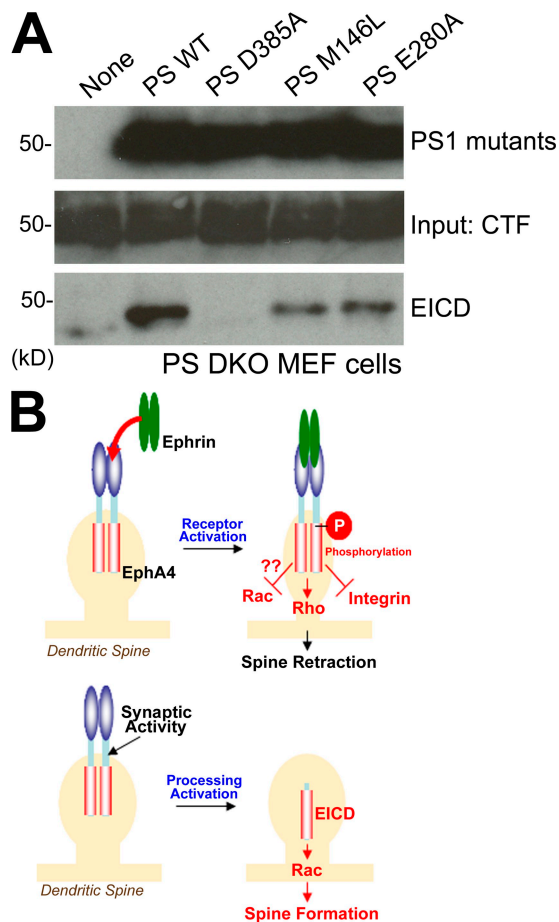 A
None PS WT PS D385A PS M146L PS E280A
50- PS1 mutants
50- Input: CTF
50- EICD
(kD) PS DKO MEF cells
B
Ephrin
Receptor
Activation
EphA4
P
Phosphorylation
??
Rac
Rho
Integrin
Dendritic Spine
Spine Retraction
Synaptic
Activity
Processing
Activation
EICD
Rac
Dendritic Spine
Spine Formation